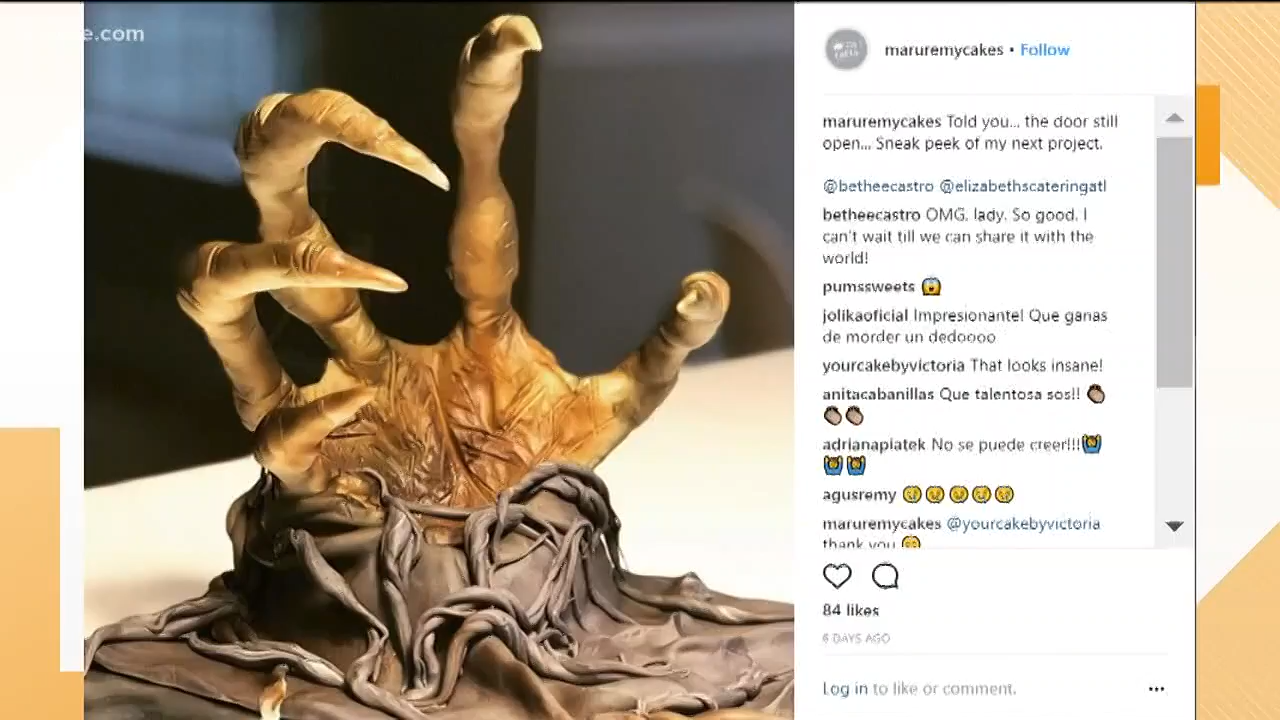 e.com
maruremycakes • Follow
maruremycakes Told you... the door still
open... Sneak peek of my next project.
@betheecastro @elizabethscateringatl
betheecastro OMG, lady. So good. I
can't wait till we can share it with the
world!
pumssweets 😱
jolikaoficial Impresionante! Que ganas
de morder un dedoooo
yourcakebyvictoria That looks insane!
anitacabanillas Que talentosa sos!! 👏
👏👏
adrianapiatek No se puede creer!!!🙌
🙌🙌
agusremy
maruremycakes @yourcakebyvictoria
thank you
84 likes
6 DAYS AGO
Log in to like or comment.